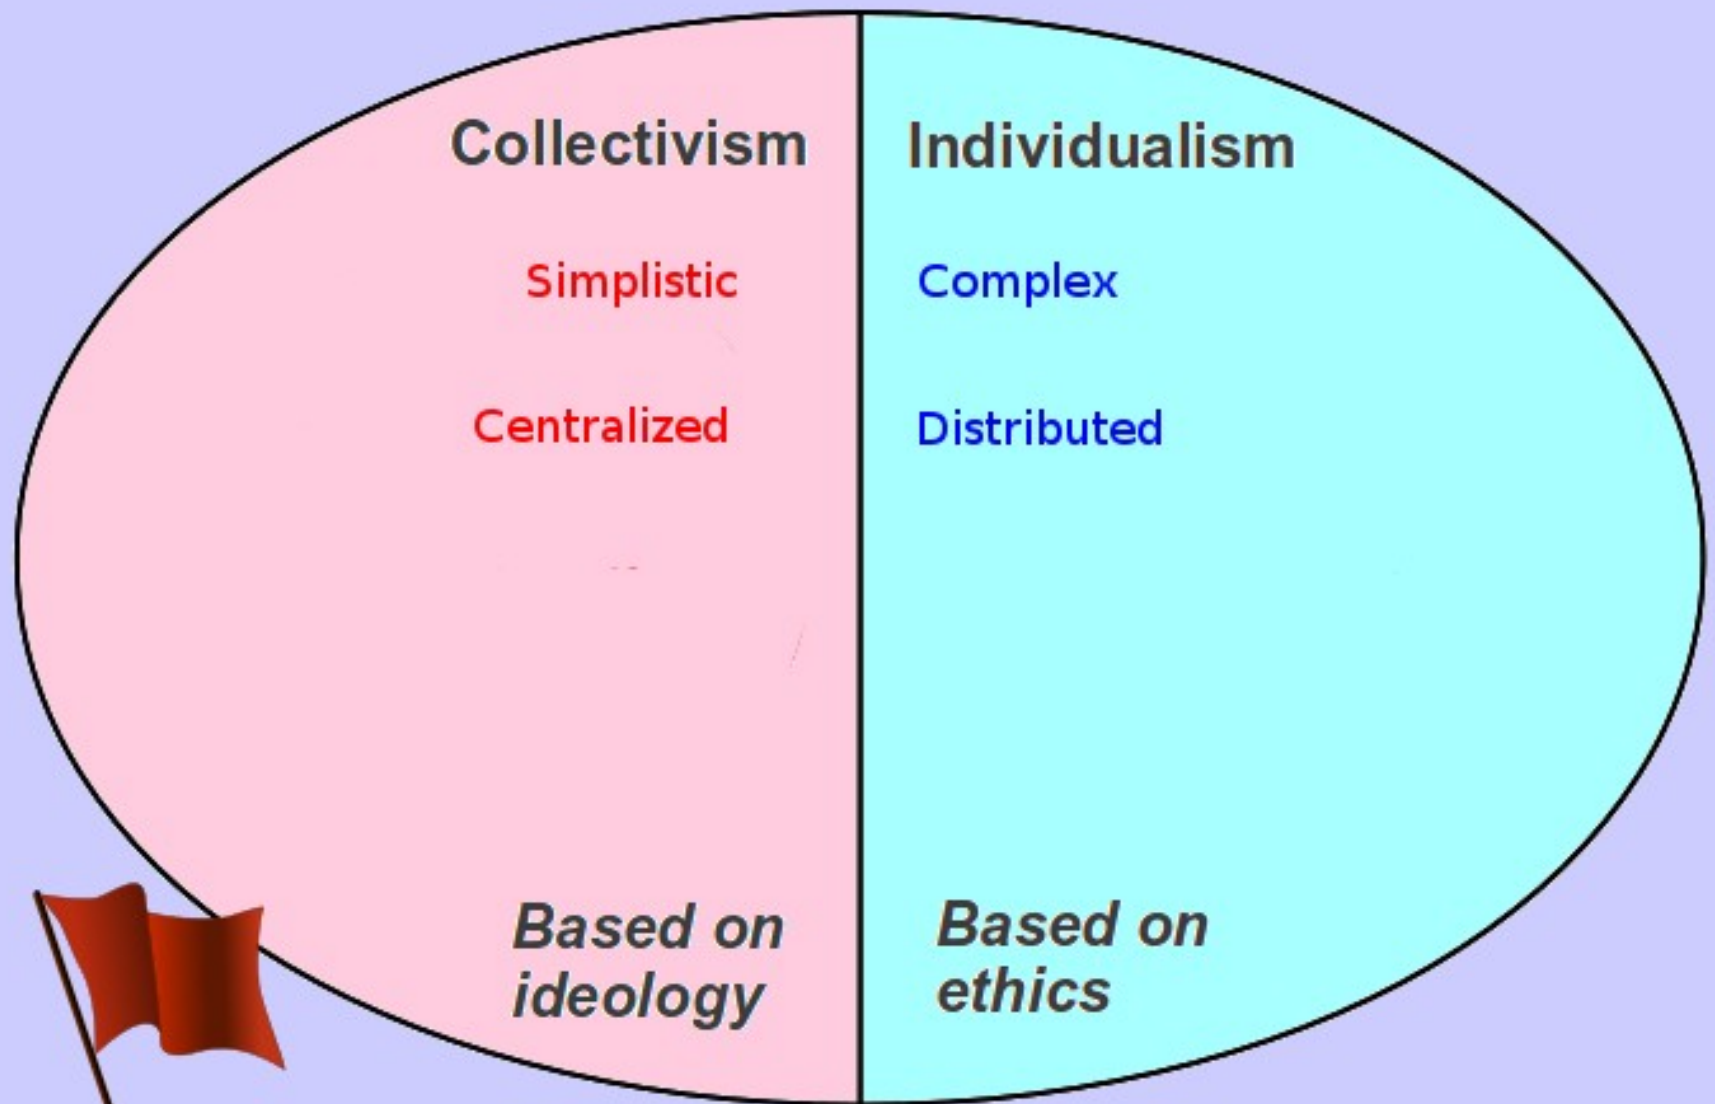 Collectivism
Individualism
Simplistic
Complex
Centralized
Distributed
Based on
ideology
Based on
ethics